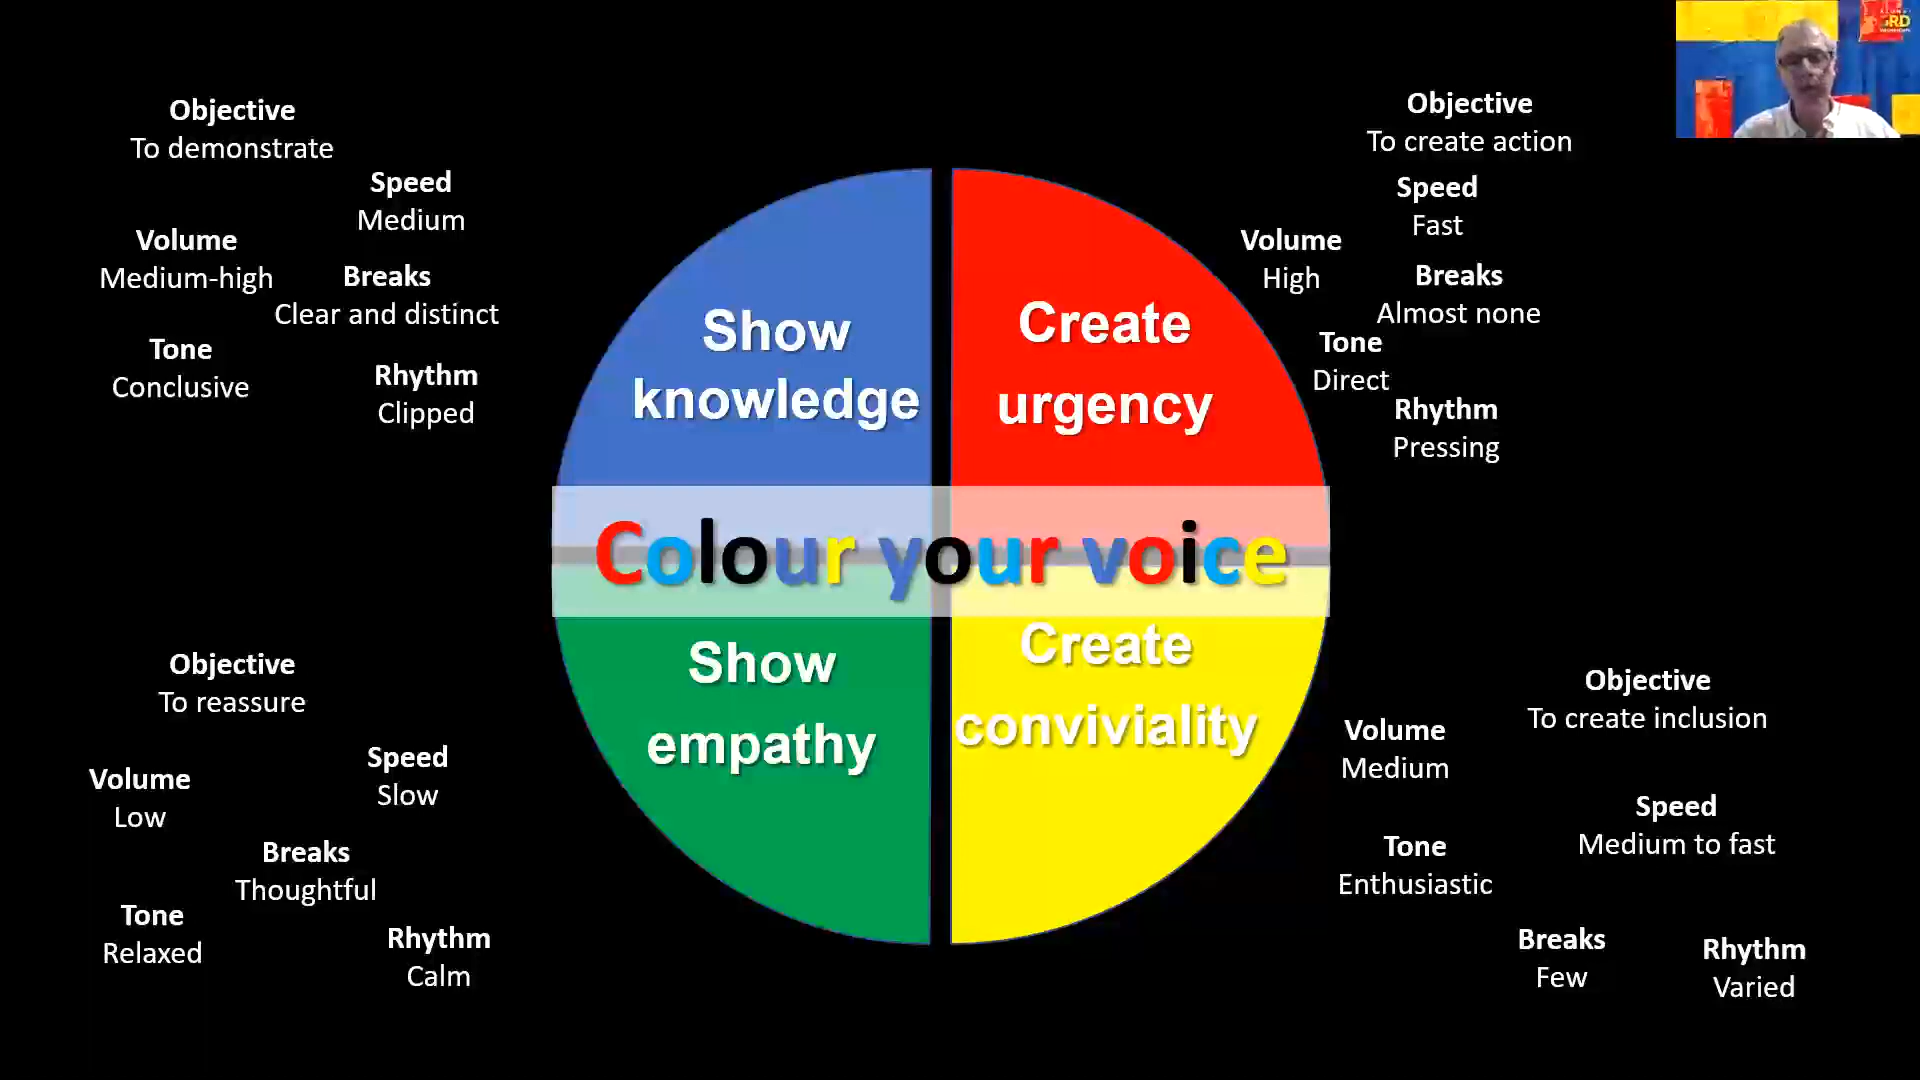 Objective
To demonstrate
Speed
Medium
Volume
Medium-high
Breaks
Clear and distinct
Tone
Conclusive
Rhythm
Clipped
Objective
To create action
Speed
Fast
Volume
High
Breaks
Almost none
Tone
Direct
Rhythm
Pressing
Show
knowledge
Create
urgency
Colour your voice
Show
empathy
Create
conviviality
Objective
To reassure
Speed
Slow
Volume
Low
Breaks
Thoughtful
Tone
Relaxed
Rhythm
Calm
Objective
To create inclusion
Volume
Medium
Speed
Medium to fast
Tone
Enthusiastic
Breaks
Few
Rhythm
Varied